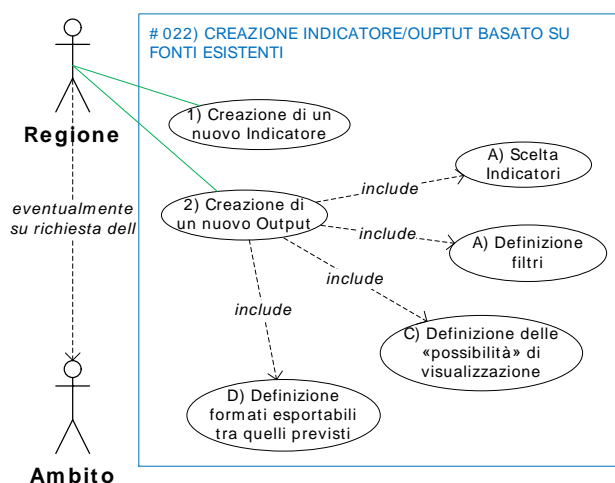 # 022) CREAZIONE INDICATORE/OUPTUT BASATO SU
FONTI ESISTENTI
1) Creazione di un
nuovo Indicatore
Regione
A) Scelta
Indicatori
include
2) Creazione di
un nuovo Output
eventualmente
su richiesta dell
include
A) Definizione
filtri
include
include
C) Definizione delle
«possibilità» di
visualizzazione
D) Definizione
formati esportabili
tra quelli previsti
Ambito